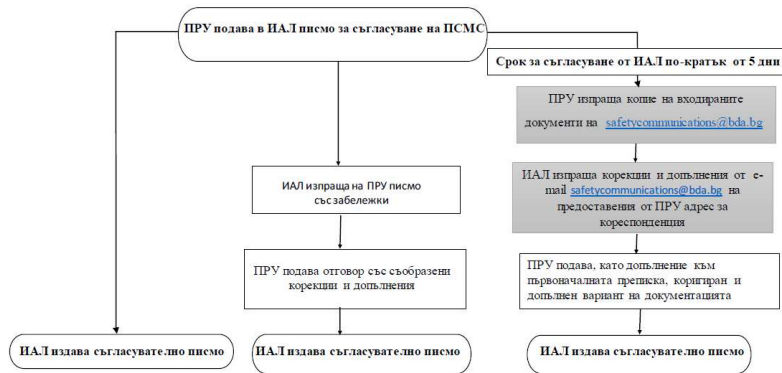 ПРУ подава в ИАЛ писмо за съгласуване на ПСМС
Срок за съгласуване от ИАЛ по-кратък от 5 дни
ПРУ изпраща копие на входираните
документи на safetycommunications@bda.bg
ИАЛ изпраща на ПРУ писмо
със забележки
ИАЛ изпраща корекции и допълнения от e-
mail safetycommunications@bda.bg на
предоставения от ПРУ адрес за
кореспонденция
ПРУ подава отговор със съобразени
корекции и допълнения
ПРУ подава, като допълнение към
първоначалната преписка, коригиран и
допълнен вариант на документацията
ИАЛ издава съгласувателно писмо
ИАЛ издава съгласувателно писмо
ИАЛ издава съгласувателно писмо